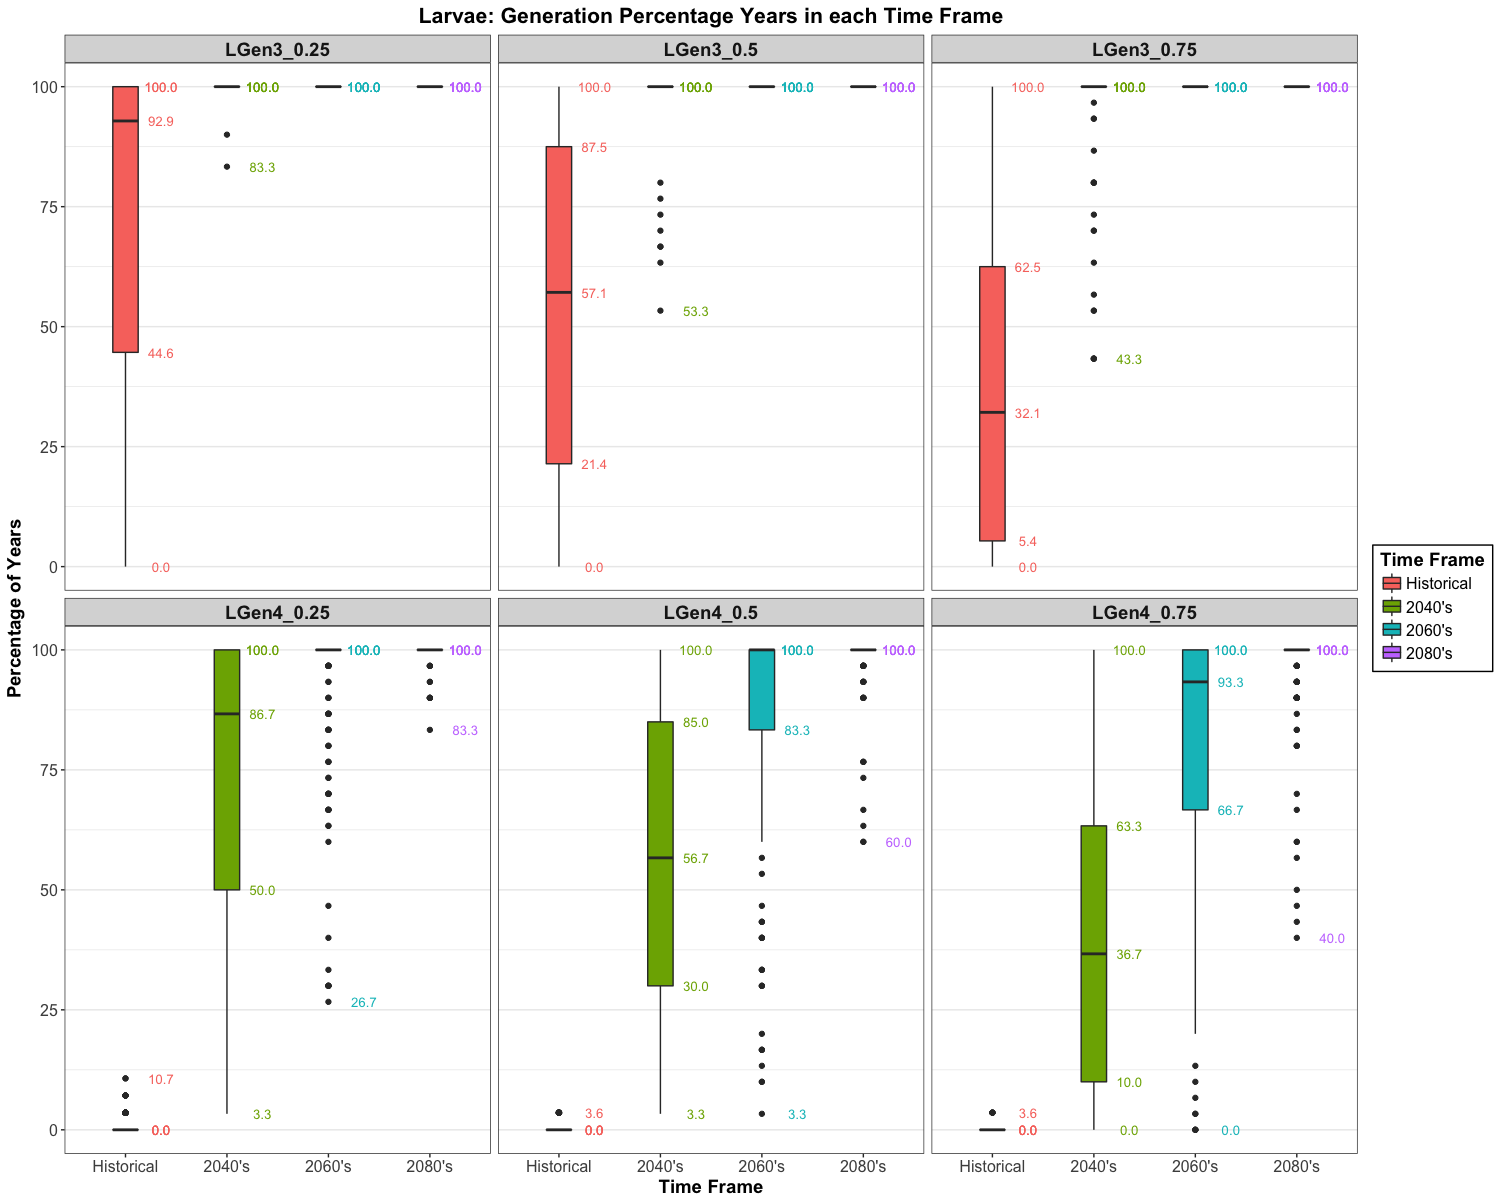 Larvae: Generation Percentage Years in each Time Frame
LGen3_0.25 LGen3_0.5 LGen3_0.75
100 100.0 100.0 100.0 100.0 100.0 100.0 100.0 100.0 100.0 100.0 100.0 100.0
92.9
83.3
87.5
75
62.5
57.1
53.3
50
44.6
43.3
32.1
25
21.4
5.4
0 0.0 0.0 0.0
LGen4_0.25 LGen4_0.5 LGen4_0.75
100 100.0 100.0 100.0 100.0 100.0 100.0 100.0 100.0 100.0
93.3
86.7
85.0
83.3 83.3
75
66.7
63.3
60.0
56.7
50 50.0
40.0
36.7
30.0
26.7
25
10.7
10.0
3.3 3.6 3.3 3.3 3.6
0 0.0 0.0 0.0 0.0 0.0
Historical 2040's 2060's 2080's Historical 2040's 2060's 2080's Historical 2040's 2060's 2080's
Time Frame
Percentage of Years
Time Frame
Historical
2040's
2060's
2080's